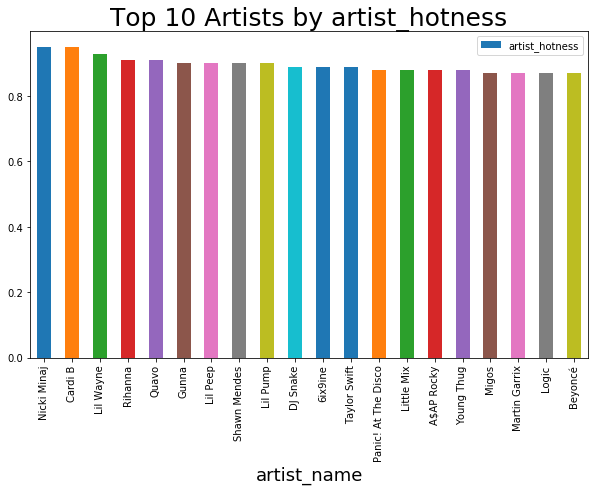 Top 10 Artists by artist_hotness
artist_hotness
0.8
0.6
0.4
0.2
0.0
Nicki Minaj
Cardi B
Lil Wayne
Rihanna
Quavo
Gunna
Lil Peep
Shawn Mendes
Lil Pump
DJ Snake
6ix9ine
Taylor Swift
Panic! At The Disco
Little Mix
A$AP Rocky
Young Thug
Migos
Martin Garrix
Logic
Beyoncé
artist_name